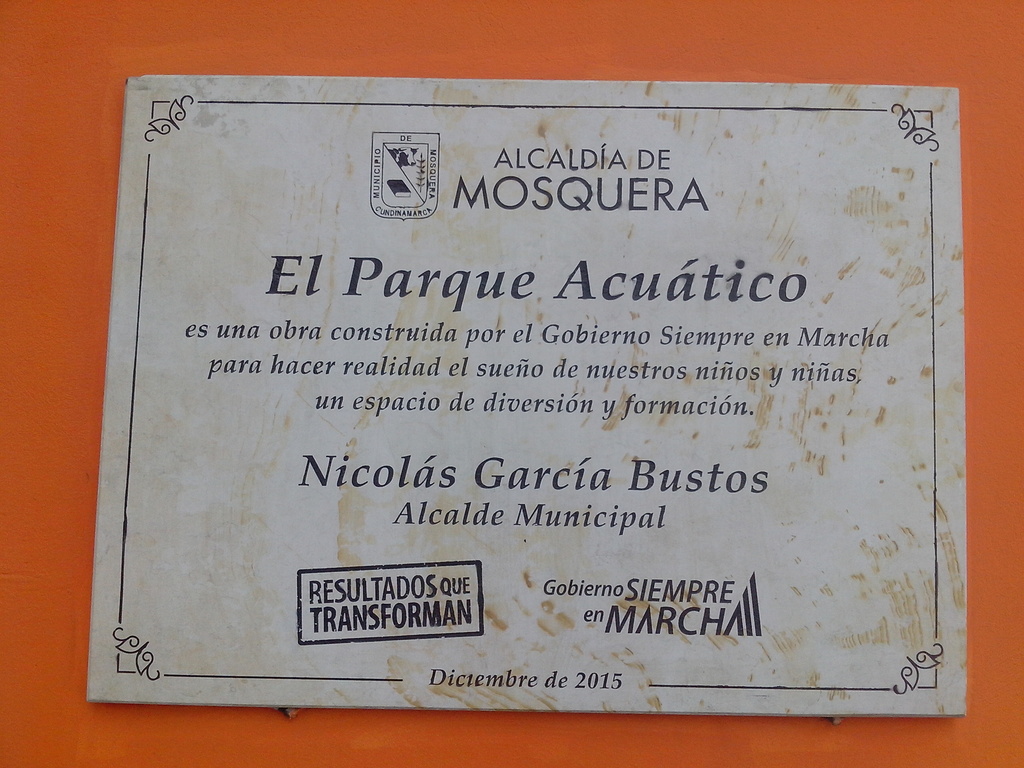 MUNICIPIO DE MOSQUERA
CUNDINAMARCA
ALCALDÍA DE
MOSQUERA
El Parque Acuático
es una obra construida por el Gobierno Siempre en Marcha
para hacer realidad el sueño de nuestros niños y niñas,
un espacio de diversión y formación.
Nicolás García Bustos
Alcalde Municipal
RESULTADOS QUE
TRANSFORMAN
Gobierno SIEMPRE
en MARCHA
Diciembre de 2015